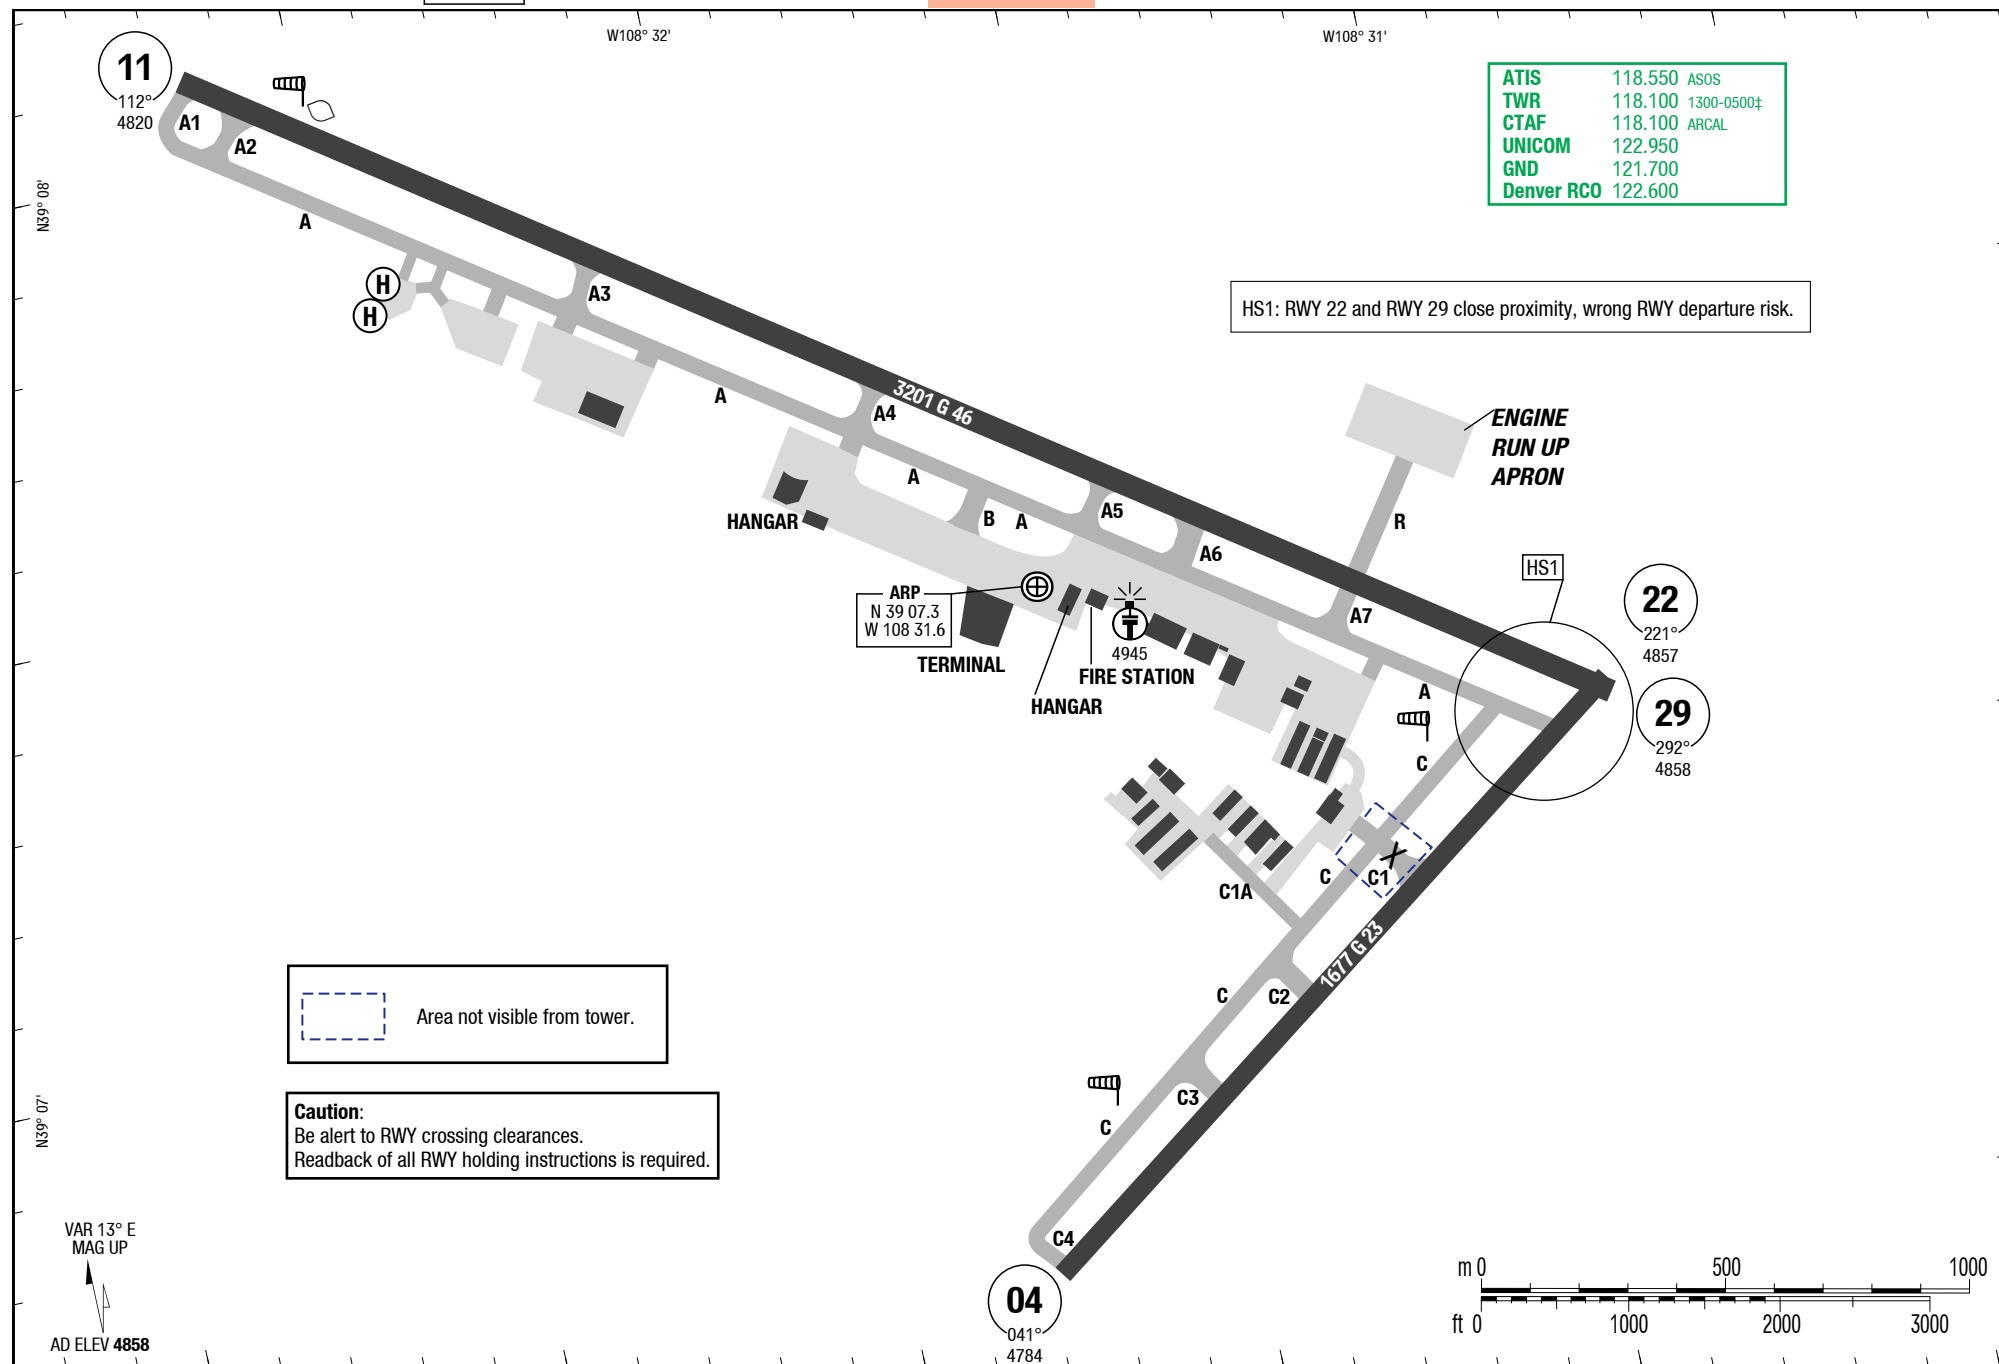 W108° 32'
W108° 31'
11
112°
4820
A1
A2
A
N39° 08'
ATIS 118.550 ASOS
TWR 118.100 1300-0500‡
CTAF 118.100 ARCAL
UNICOM 122.950
GND 121.700
Denver RCO 122.600
H
H
A3
HS1: RWY 22 and RWY 29 close proximity, wrong RWY departure risk.
A
A4
3201 G 46
ENGINE
RUN UP
APRON
A
HANGAR
B
A
A5
A6
R
HS1
ARP
N 39 07.3
W 108 31.6
22
221°
4857
A7
4945
TERMINAL
FIRE STATION
HANGAR
A
29
292°
4858
C
C1A
C
C1
1677 G 23
C
C2
Area not visible from tower.
C3
C
N39° 07'
Caution:
Be alert to RWY crossing clearances.
Readback of all RWY holding instructions is required.
C4
VAR 13° E
MAG UP
AD ELEV 4858
04
041°
4784
m 0 500 1000
ft 0 1000 2000 3000